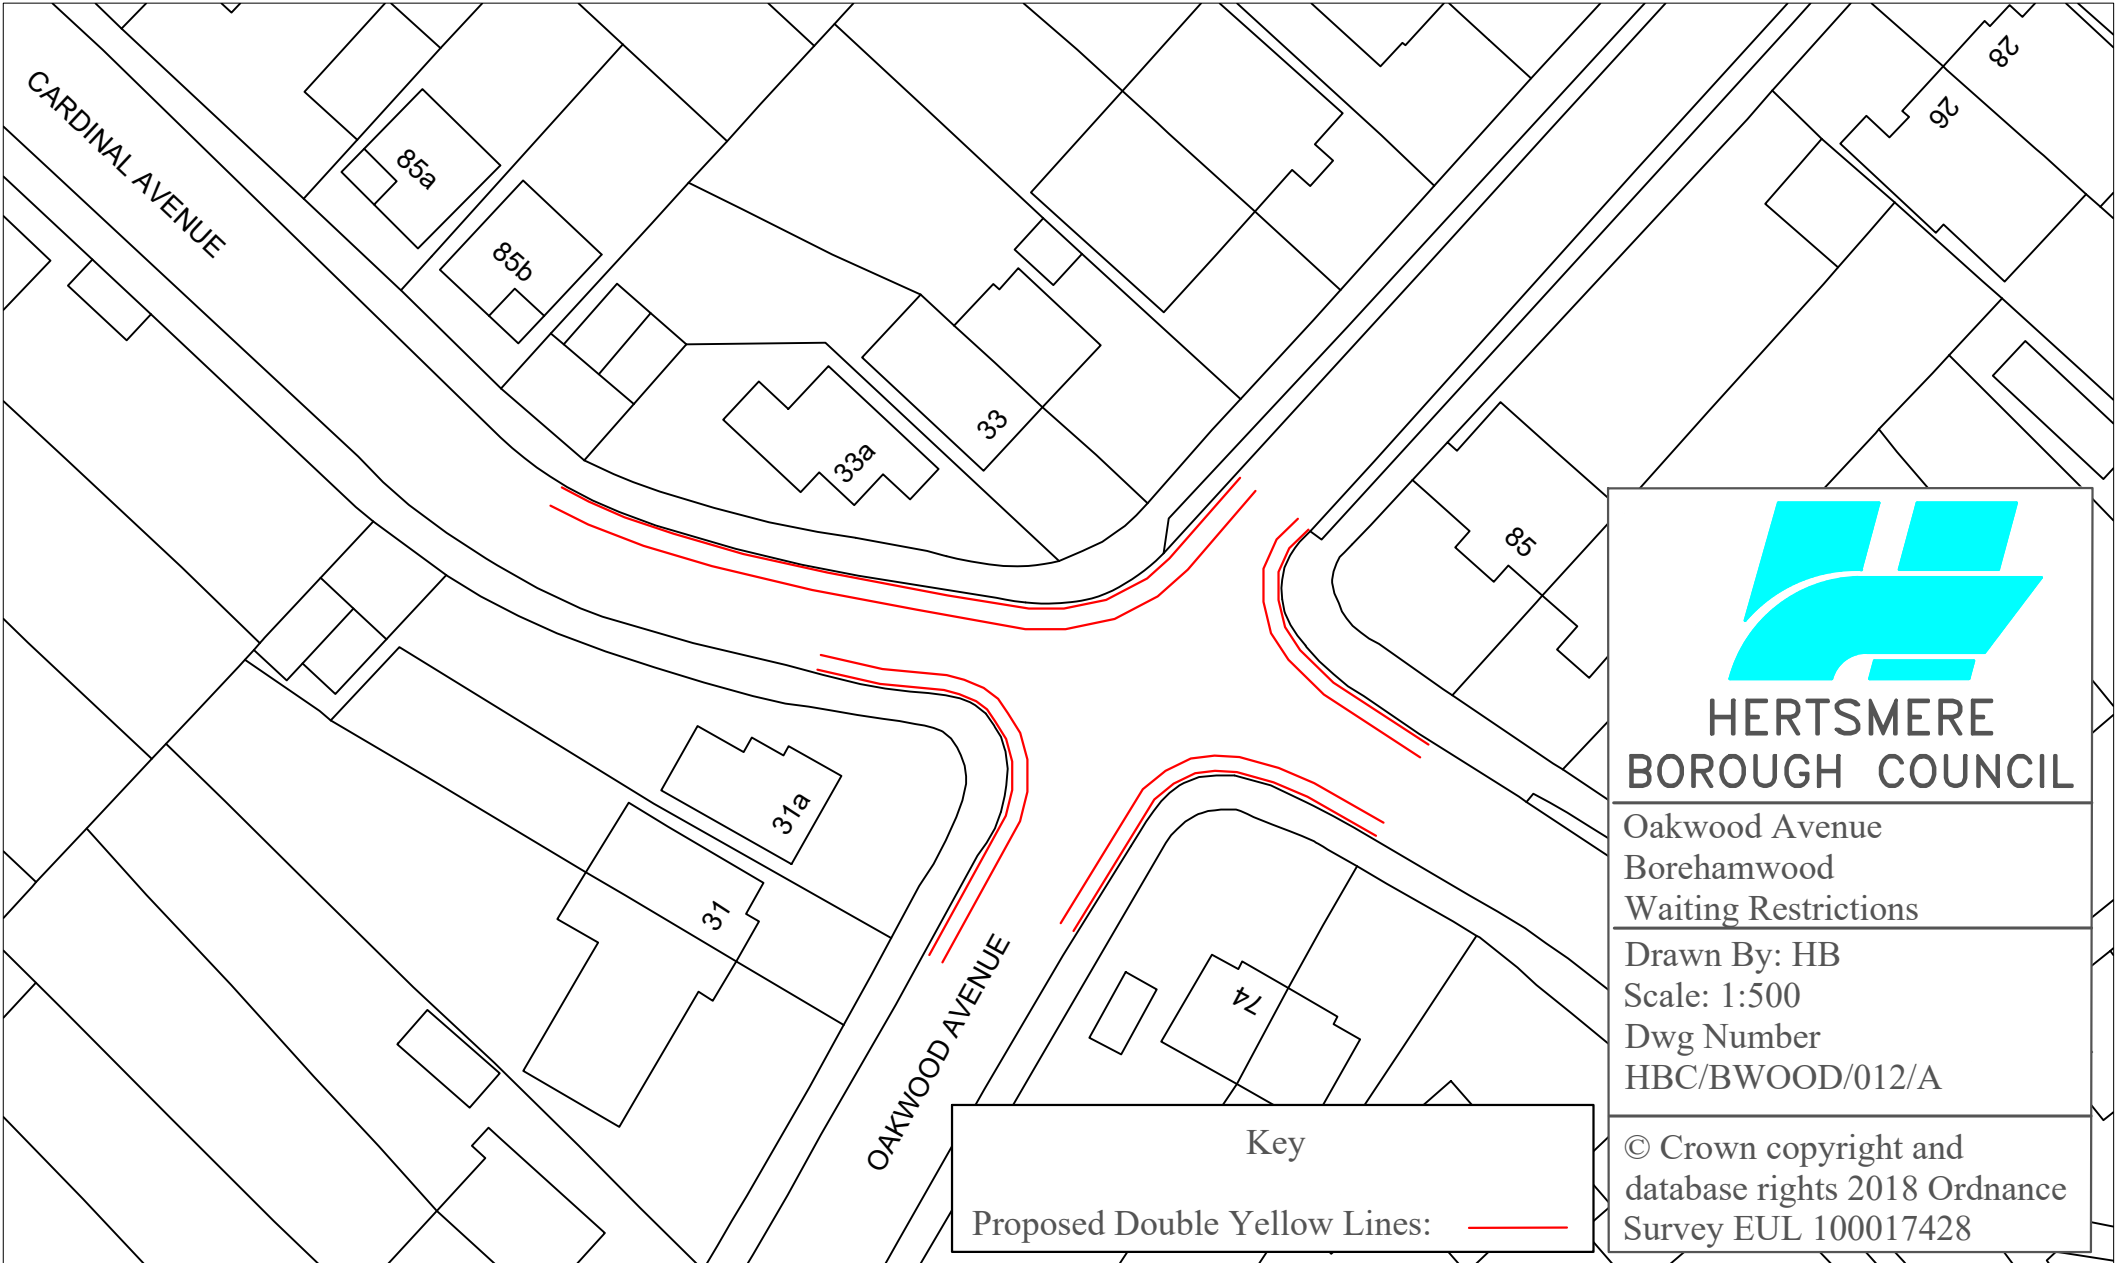 CARDINAL AVENUE
85a
85b
33
33a
28
26
85
31a
31
74
OAKWOOD AVENUE
HERTSMERE
BOROUGH COUNCIL
Oakwood Avenue
Borehamwood
Waiting Restrictions
Drawn By: HB
Scale: 1:500
Dwg Number
HBC/BWOOD/012/A
© Crown copyright and
database rights 2018 Ordnance
Survey EUL 100017428
Key
Proposed Double Yellow Lines: